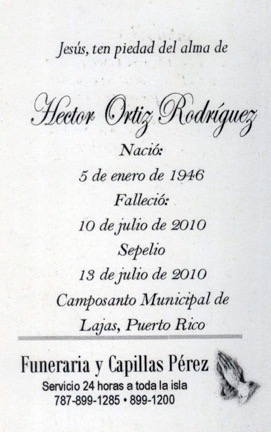 Jesús, ten piedad del alma de
Hector Ortiz Rodríguez
Nació:
5 de enero de 1946
Falleció:
10 de julio de 2010
Sepelio
13 de julio de 2010
Camposanto Municipal de
Lajas, Puerto Rico
Funeraria y Capillas Pérez
Servicio 24 horas a toda la isla
787-899-1285 • 899-1200